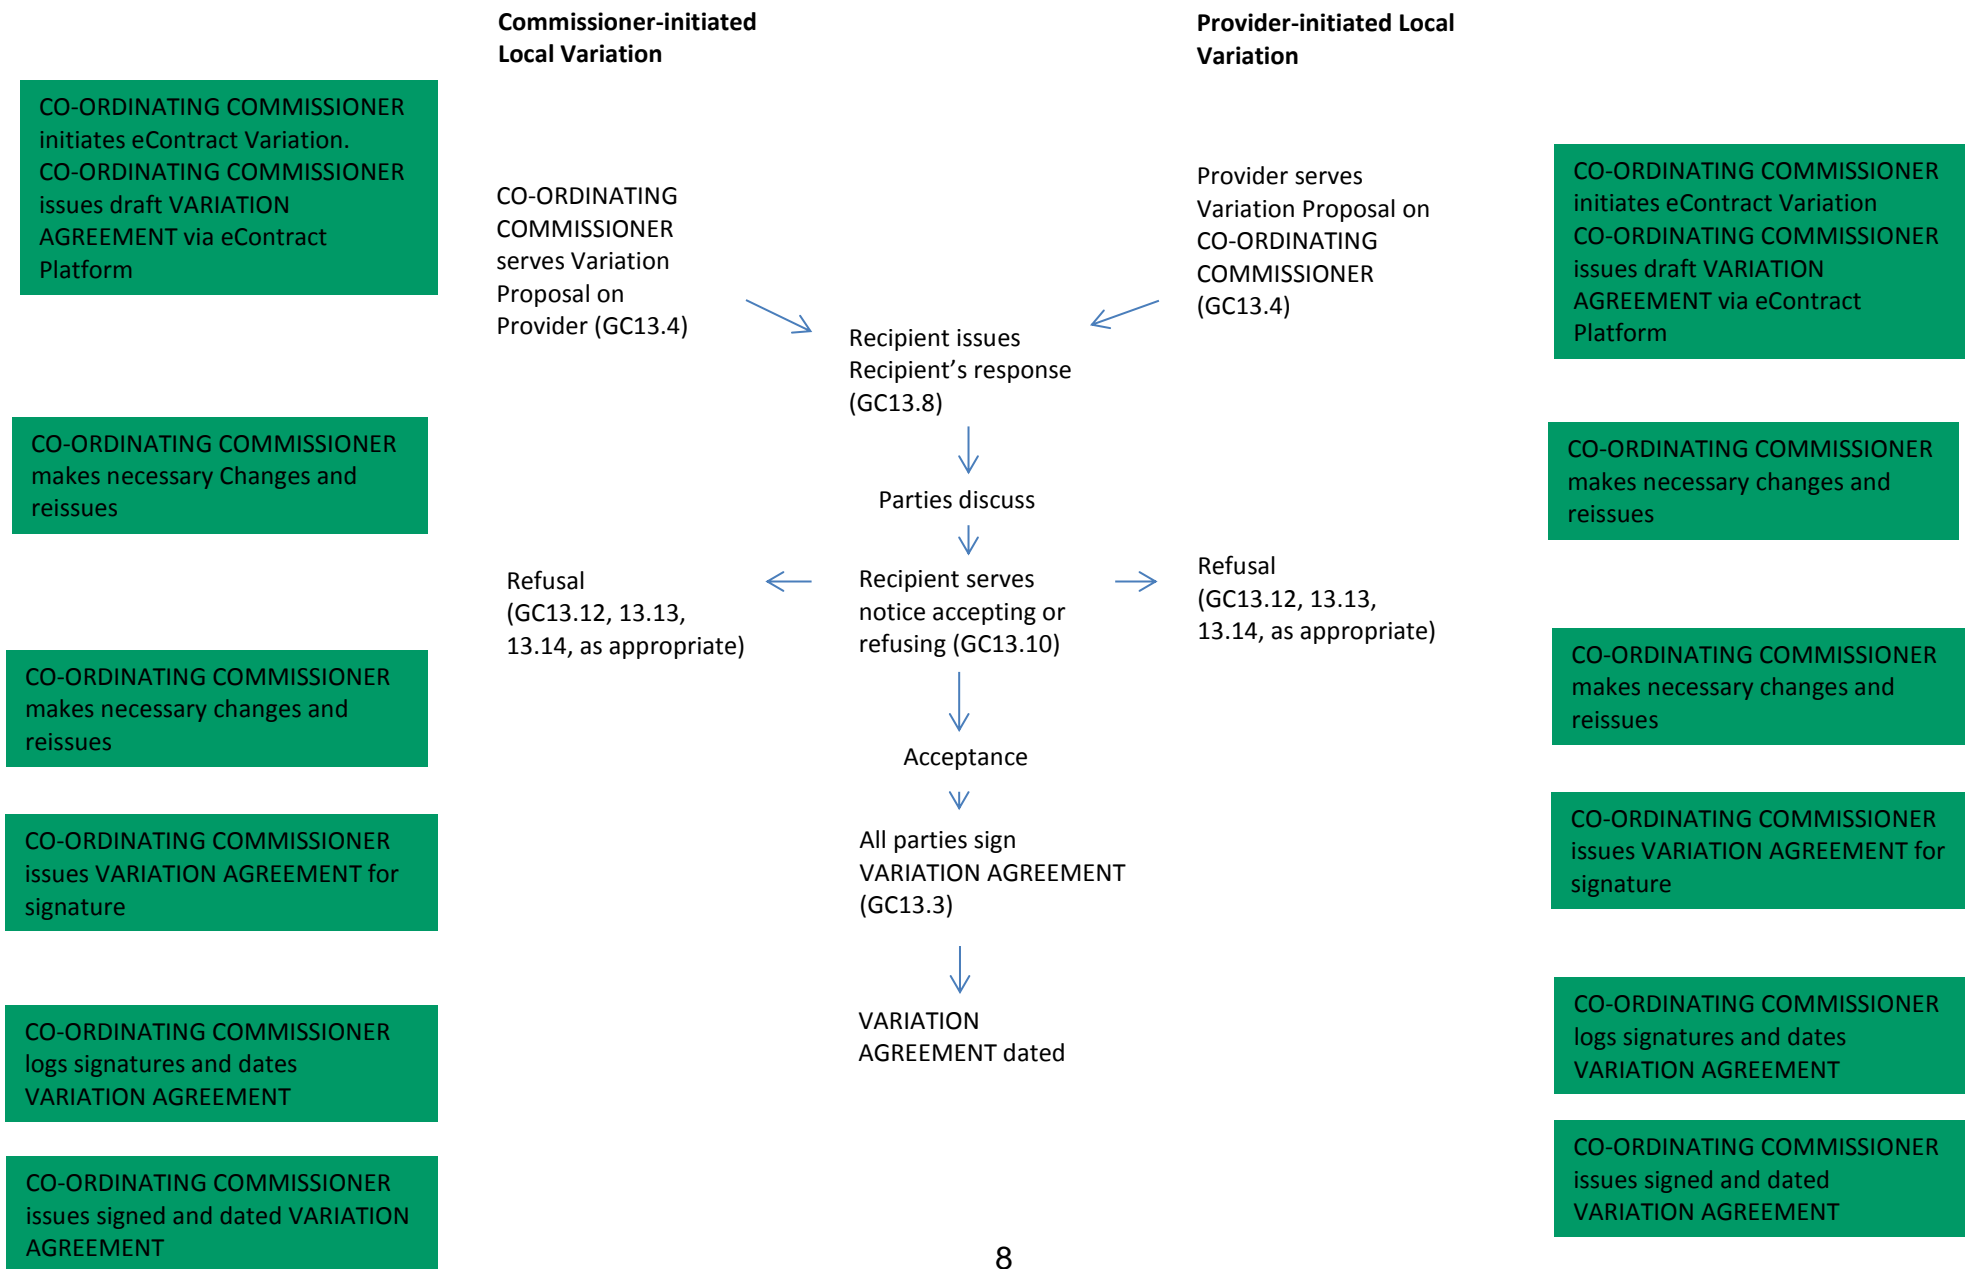 Commissioner-initiated
Local Variation
Provider-initiated Local
Variation
CO-ORDINATING COMMISSIONER
initiates eContract Variation.
CO-ORDINATING COMMISSIONER
issues draft VARIATION
AGREEMENT via eContract
Platform
CO-ORDINATING
COMMISSIONER
serves Variation
Proposal on
Provider (GC13.4)
Provider serves
Variation Proposal on
CO-ORDINATING
COMMISSIONER
(GC13.4)
CO-ORDINATING COMMISSIONER
initiates eContract Variation
CO-ORDINATING COMMISSIONER
issues draft VARIATION
AGREEMENT via eContract
Platform
Recipient issues
Recipient’s response
(GC13.8)
CO-ORDINATING COMMISSIONER
makes necessary Changes and
reissues
Parties discuss
CO-ORDINATING COMMISSIONER
makes necessary changes and
reissues
Refusal
(GC13.12, 13.13,
13.14, as appropriate)
Recipient serves
notice accepting or
refusing (GC13.10)
Refusal
(GC13.12, 13.13,
13.14, as appropriate)
CO-ORDINATING COMMISSIONER
makes necessary changes and
reissues
Acceptance
CO-ORDINATING COMMISSIONER
makes necessary changes and
reissues
CO-ORDINATING COMMISSIONER
issues VARIATION AGREEMENT for
signature
All parties sign
VARIATION AGREEMENT
(GC13.3)
CO-ORDINATING COMMISSIONER
issues VARIATION AGREEMENT for
signature
CO-ORDINATING COMMISSIONER
logs signatures and dates
VARIATION AGREEMENT
VARIATION
AGREEMENT dated
CO-ORDINATING COMMISSIONER
logs signatures and dates
VARIATION AGREEMENT
CO-ORDINATING COMMISSIONER
issues signed and dated VARIATION
AGREEMENT
CO-ORDINATING COMMISSIONER
issues signed and dated
VARIATION AGREEMENT
8